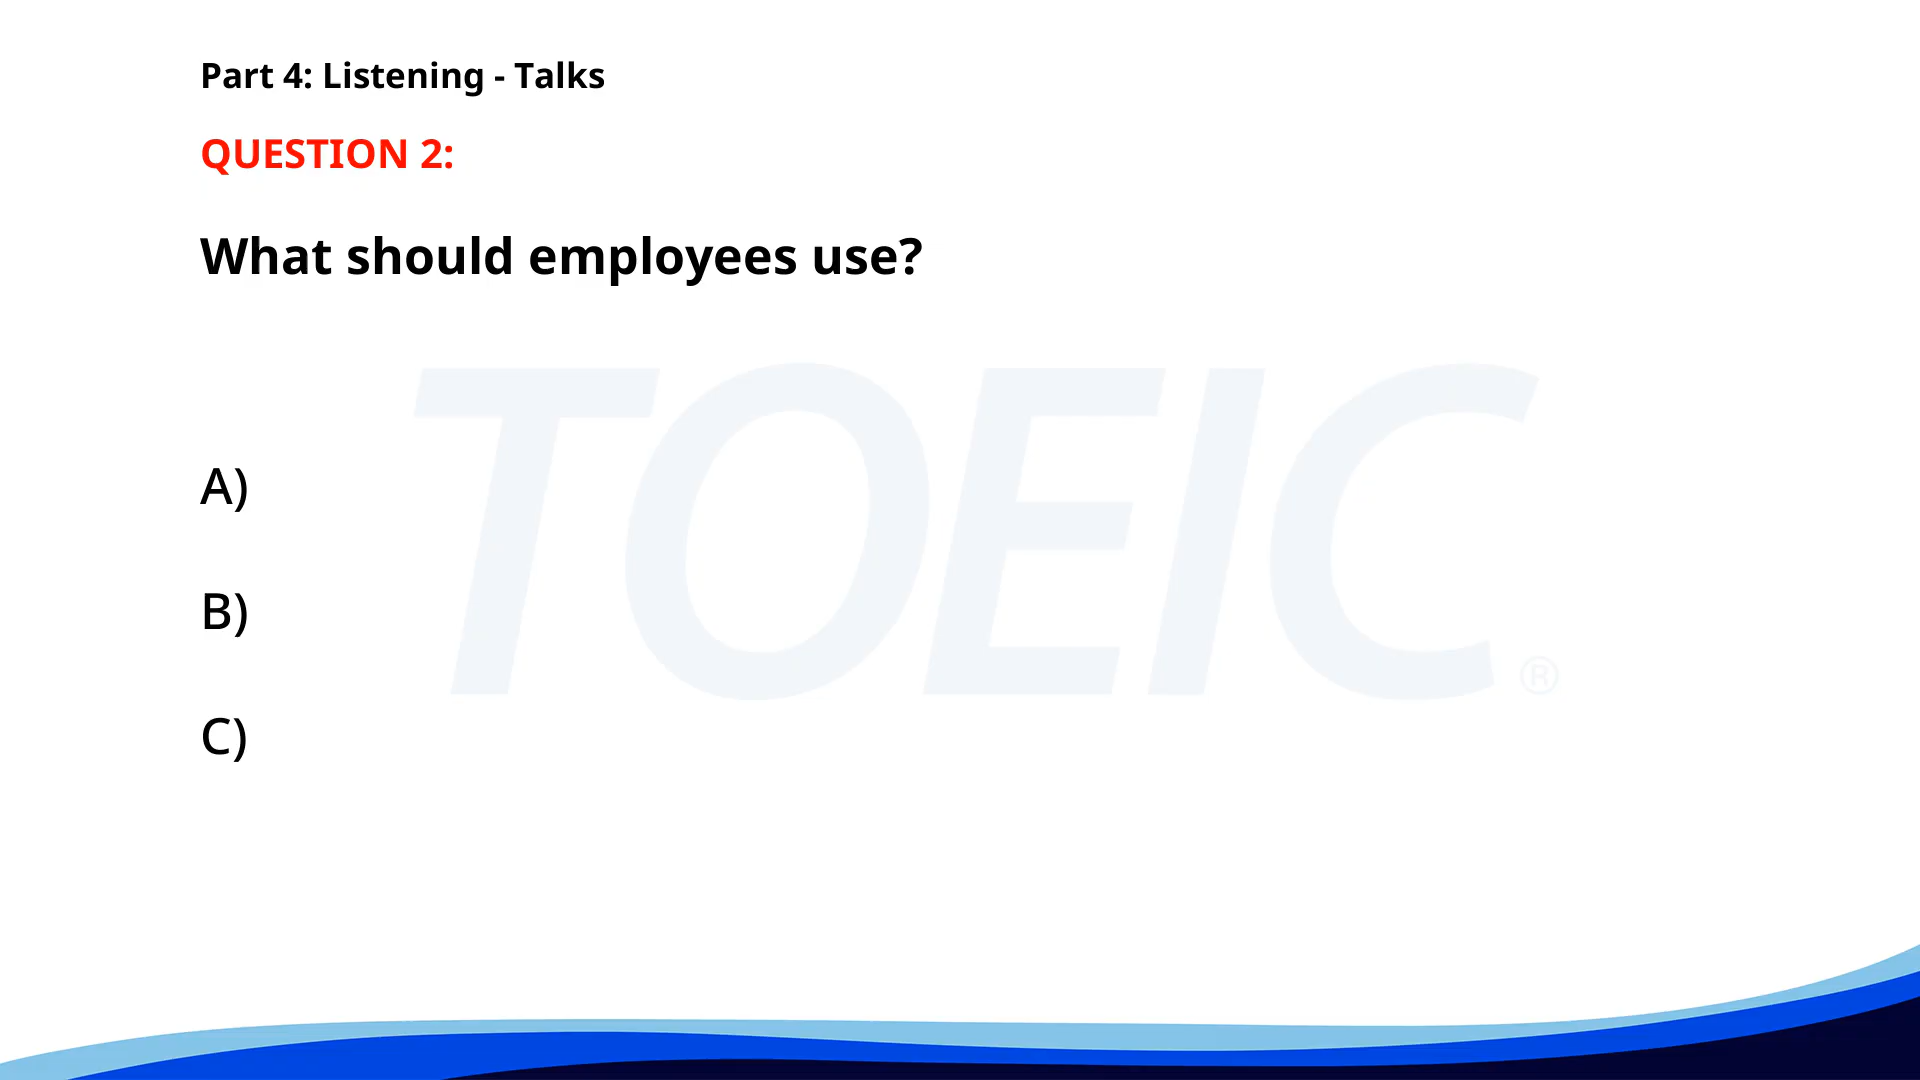 Part 4: Listening - Talks
QUESTION 2:
What should employees use?
TOEIC®
A)
B)
C)